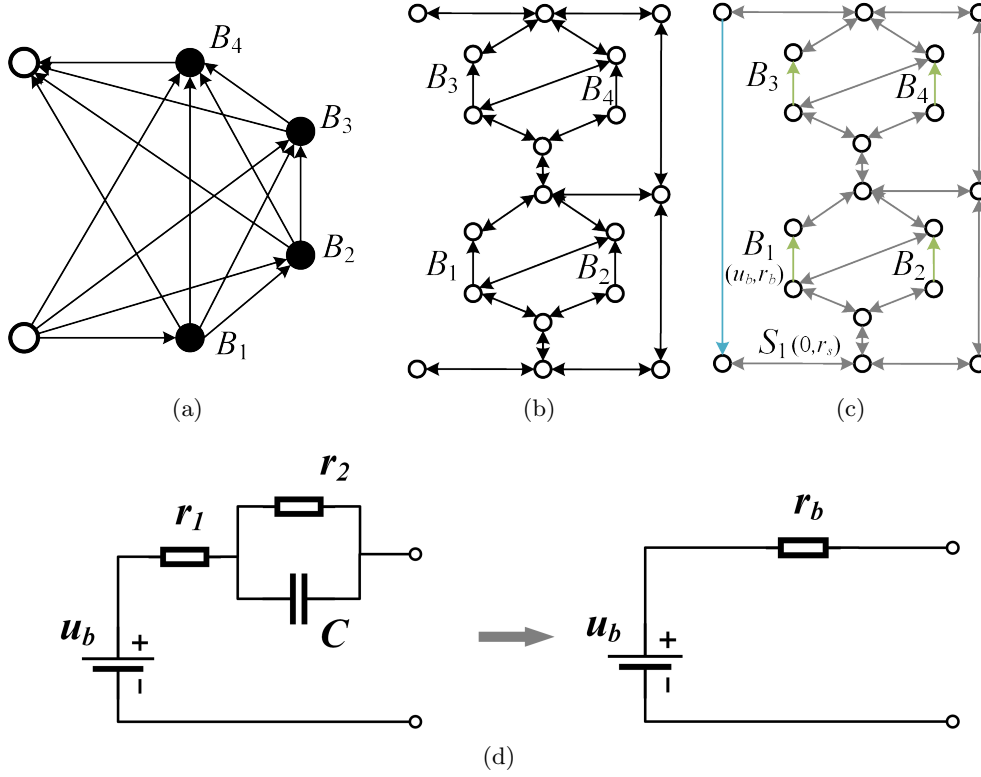 B4
B3
B2
B1
(a)
B3
B4
B1
B2
(b)
B3
B4
B1
(ub,rb)
B2
S1 (0,rs)
(c)
r2
r1
C
ub
+
−
rb
ub
+
−
(d)